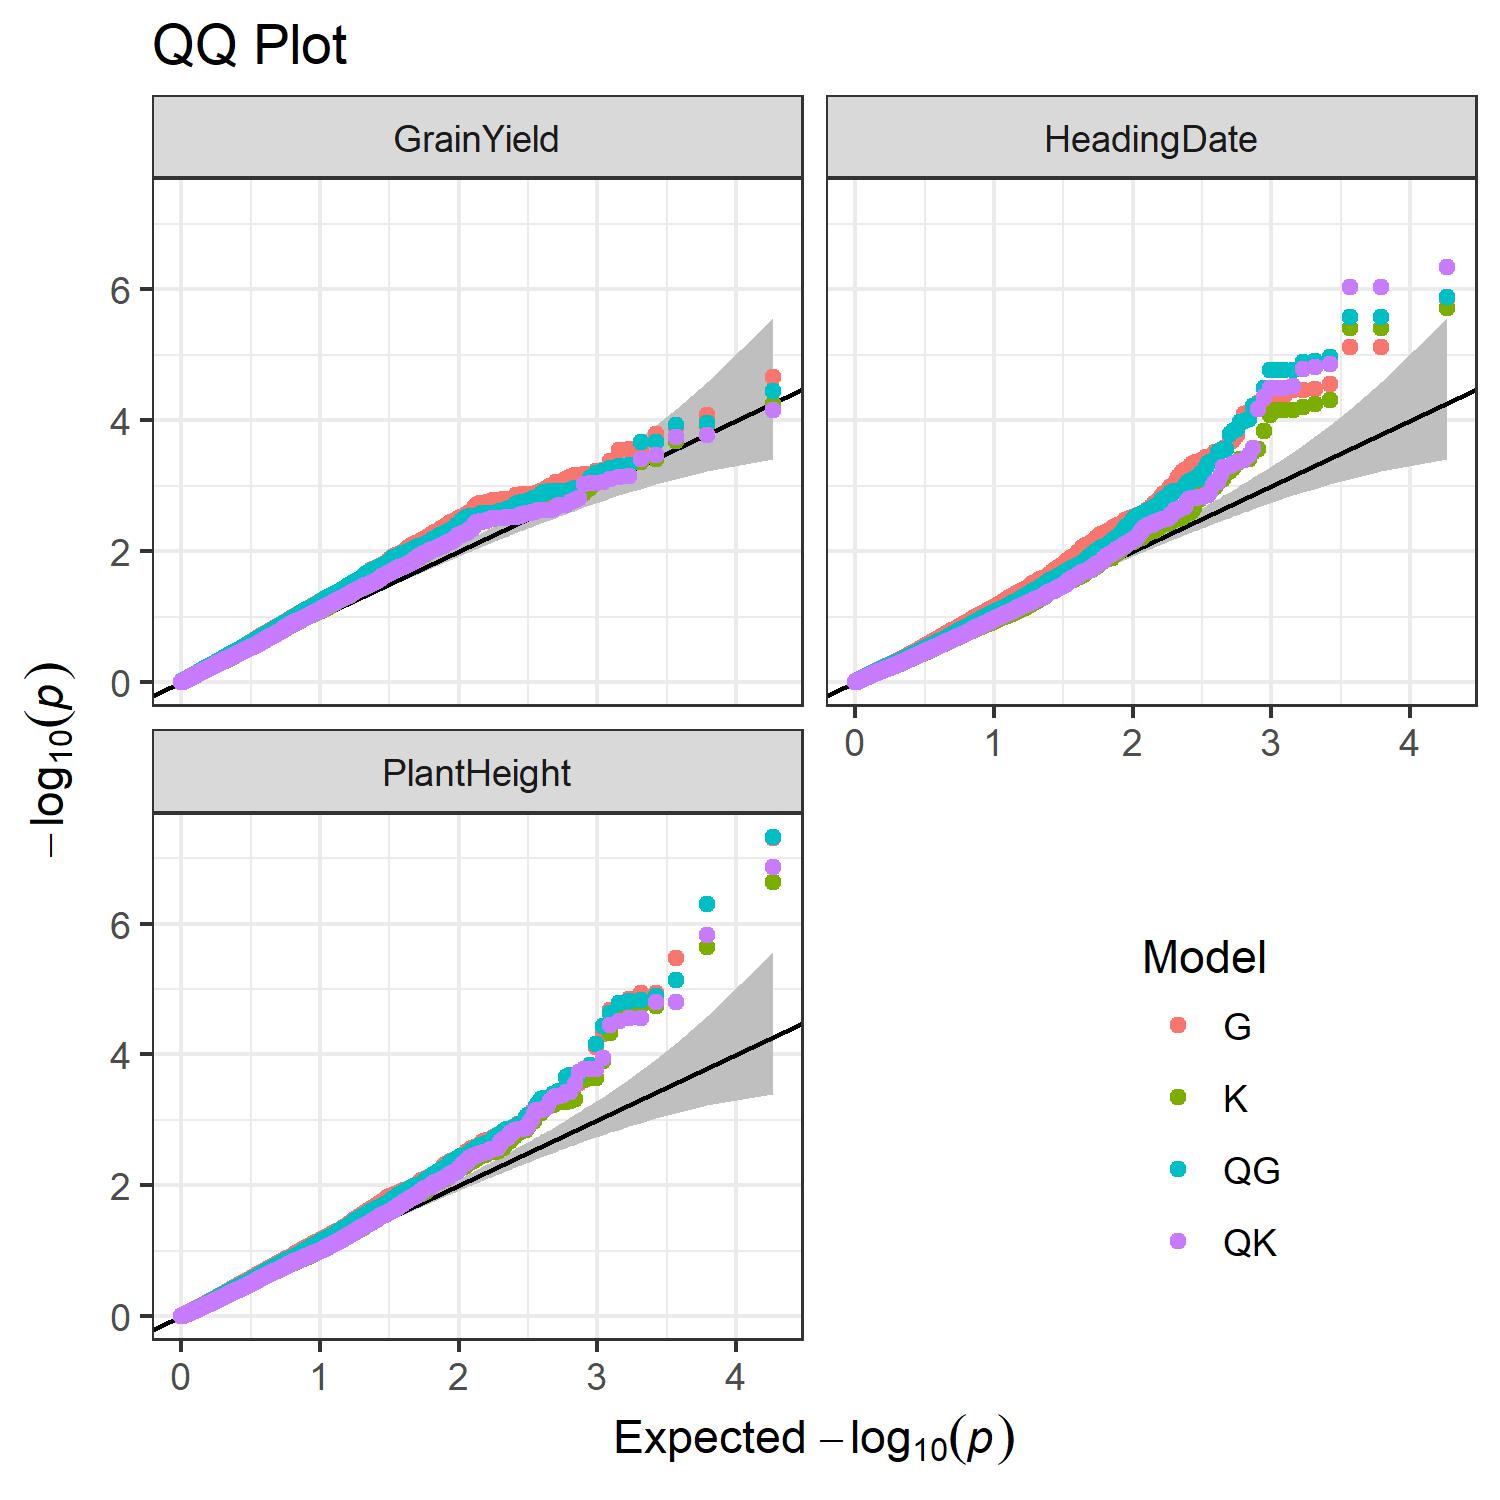 QQ Plot
GrainYield
HeadingDate
6
4
2
0
0 1 2 3 4
PlantHeight
−log₁₀(p)
6
4
2
0
0 1 2 3 4
Expected −log₁₀(p)
Model
G
K
QG
QK